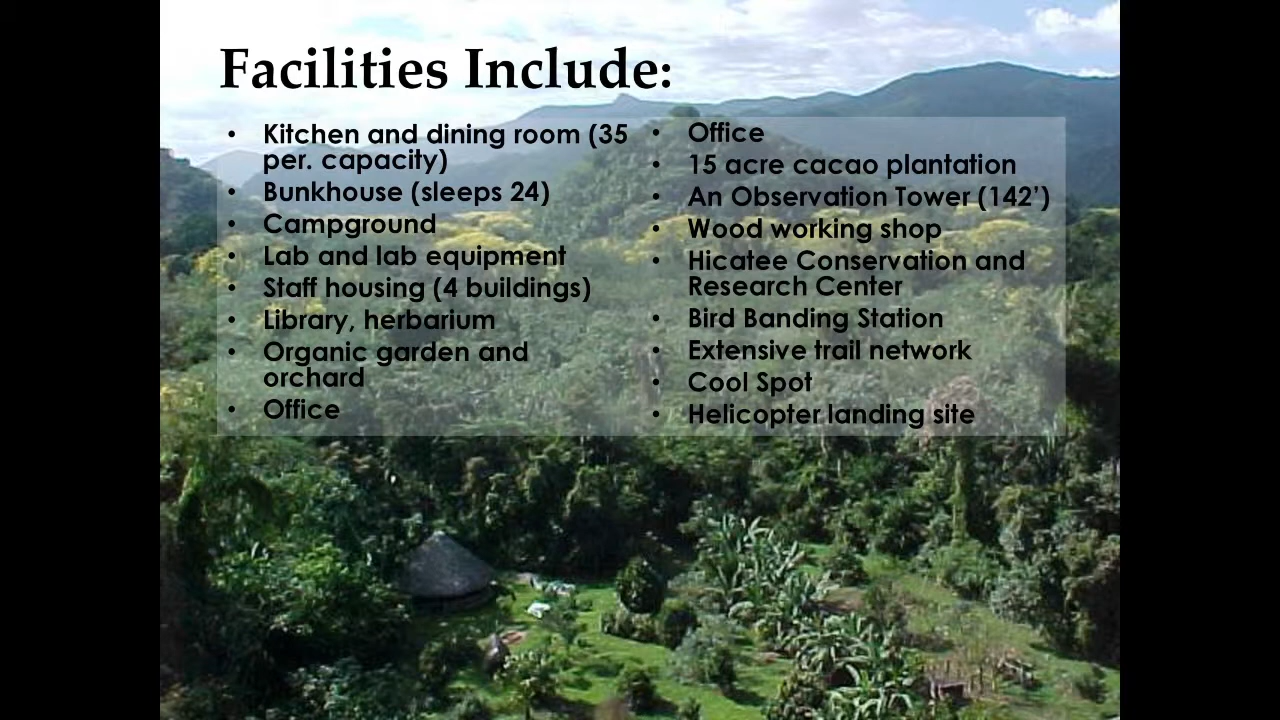 Facilities Include:
• Kitchen and dining room (35
per. capacity)
• Bunkhouse (sleeps 24)
• Campground
• Lab and lab equipment
• Staff housing (4 buildings)
• Library, herbarium
• Organic garden and
orchard
• Office
• Office
• 15 acre cacao plantation
• An Observation Tower (142')
• Wood working shop
• Hicatee Conservation and
Research Center
• Bird Banding Station
• Extensive trail network
• Cool Spot
• Helicopter landing site